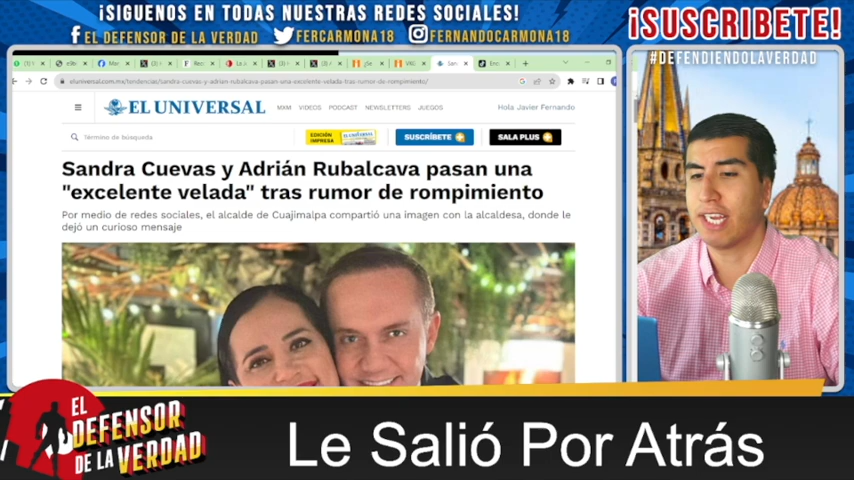 ¡SIGUENOS EN TODAS NUESTRAS REDES SOCIALES!
EL DEFENSOR DE LA VERDAD FERCARMONA18 FERNANDOCARMONA18
¡SUSCRIBETE!
#DEFENDIENDOLAVERDAD
eluniversal.com.mx/tendencias/sandra-cuevas-y-adrian-rubalcava-pasan-una-excelente-velada-tras-rumor-de-rompimiento/
EL UNIVERSAL MXM VIDEOS PODCAST NEWSLETTERS JUEGOS Hola Javier Fernando
Término de búsqueda EDICIÓN IMPRESA SUSCRÍBETE SALA PLUS
Sandra Cuevas y Adrián Rubalcava pasan una
"excelente velada" tras rumor de rompimiento
Por medio de redes sociales, el alcalde de Cuajimalpa compartió una imagen con la alcaldesa, donde le
dejó un curioso mensaje
EL
DEFENSOR
DE LA VERDAD
Le Salió Por Atrás